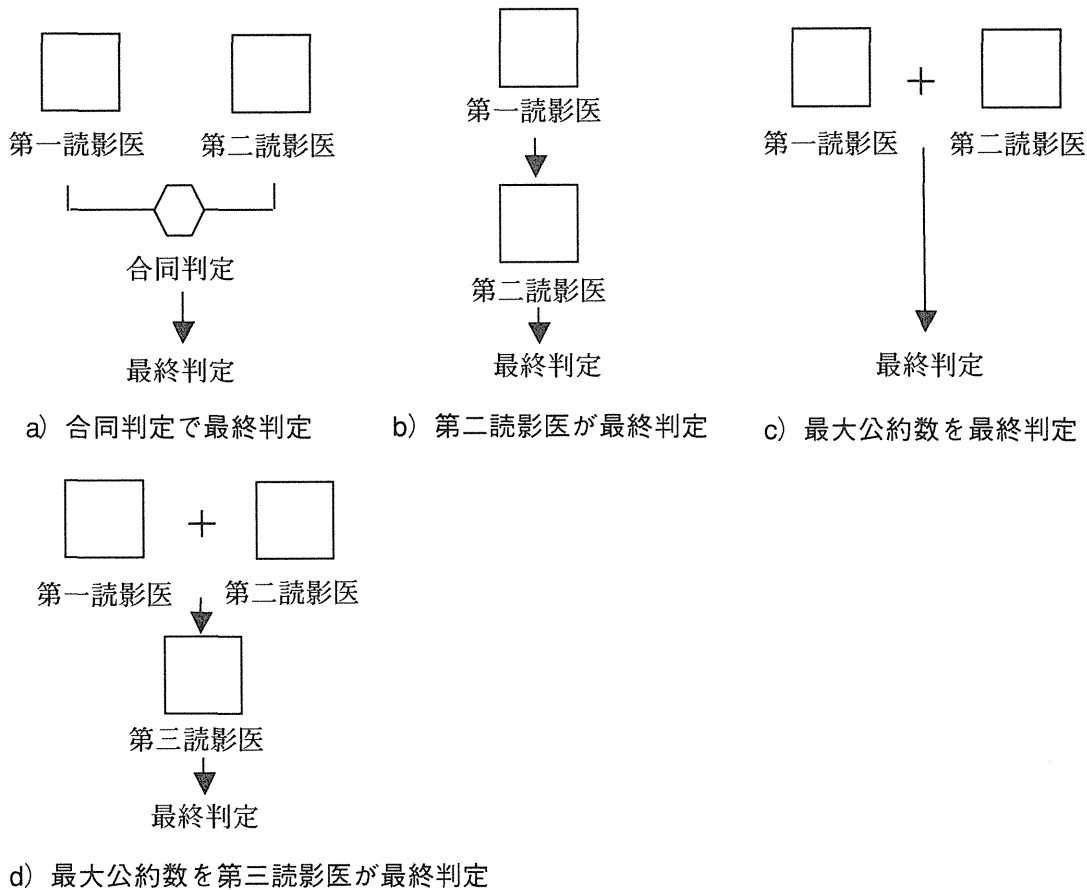 第一読影医 第二読影医
合同判定
最終判定
a) 合同判定で最終判定
第一読影医
第二読影医
最終判定
b) 第二読影医が最終判定
+
第一読影医 第二読影医
最終判定
c) 最大公約数を最終判定
+
第一読影医 第二読影医
第三読影医
最終判定
d) 最大公約数を第三読影医が最終判定